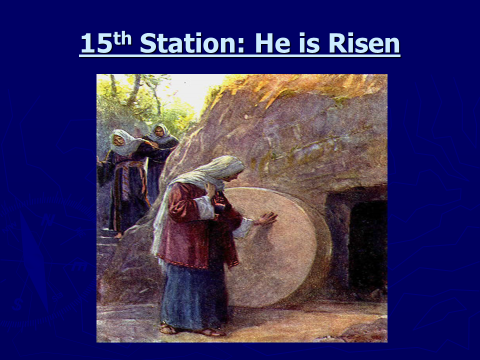 15th Station: He is Risen